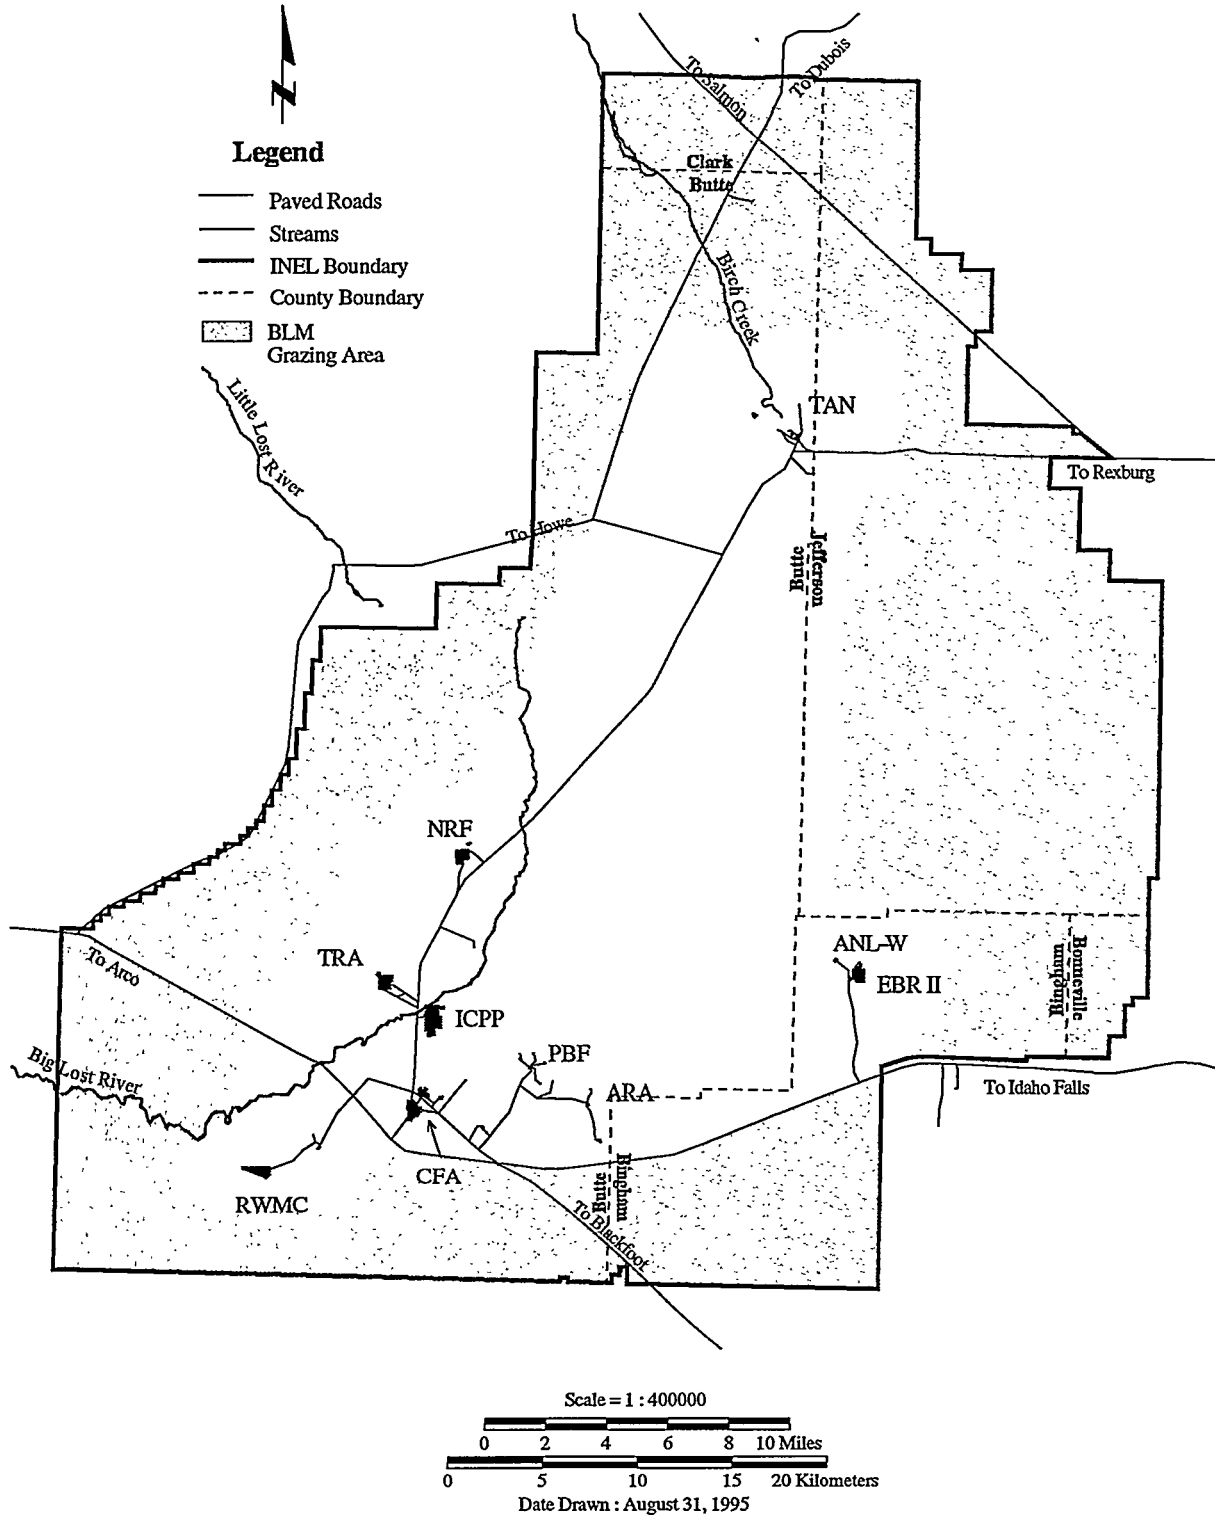 N
To Salmon
To Dubois
Legend
Paved Roads
Streams
INEL Boundary
County Boundary
BLM
Grazing Area
Clark
Butte
Birch Creek
Little Lost River
TAN
To Rexburg
To Howe
Butte
Jefferson
NRF
TRA
ICPP
To Arco
Big Lost River
ANL-W
EBR II
Bingham
Bonneville
PBF
ARA
To Idaho Falls
CFA
RWMC
Butte
Bingham
To Blackfoot
Scale = 1 : 400000
0 2 4 6 8 10 Miles
0 5 10 15 20 Kilometers
Date Drawn : August 31, 1995